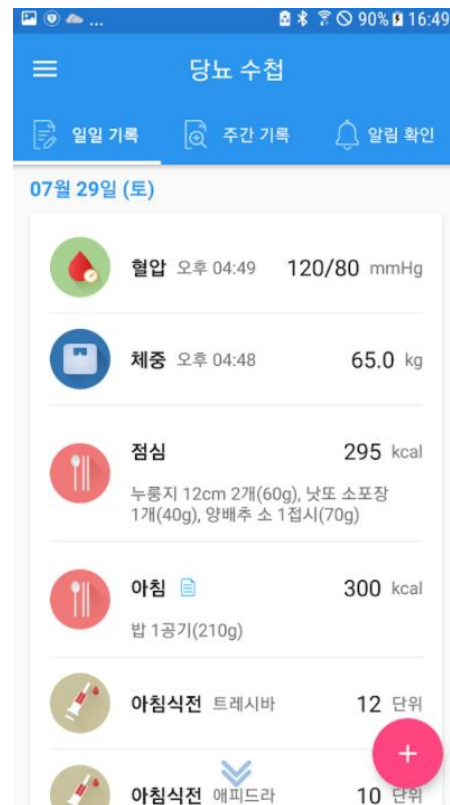 ... 90% 16:49
당뇨 수첩
일일 기록 주간 기록 알림 확인
07월 29일 (토)
혈압 오후 04:49 120/80 mmHg
체중 오후 04:48 65.0 kg
점심 295 kcal
누룽지 12cm 2개(60g), 낫또 소포장
1개(40g), 양배추 소 1접시(70g)
아침 300 kcal
밥 1공기(210g)
아침식전 트레시바 12 단위
아침식전 애피드라 10 단위